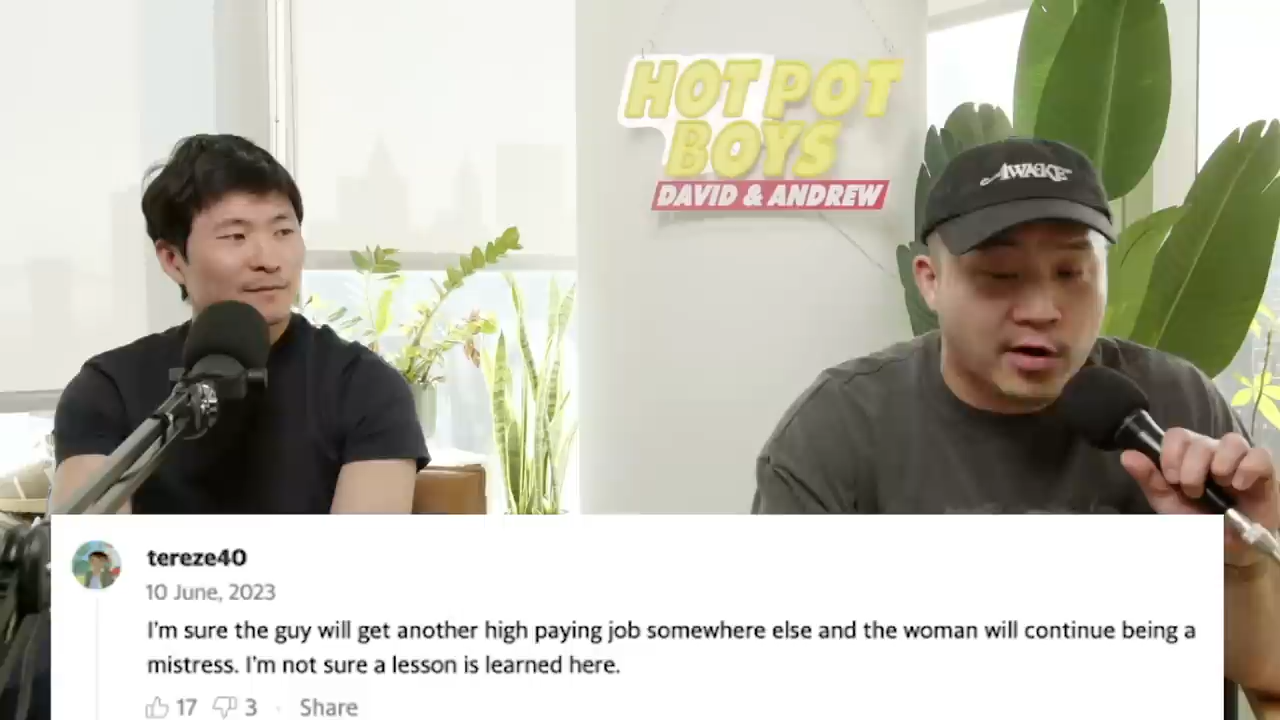 HOT POT
BOYS
DAVID & ANDREW
AWAKE
tereze40
10 June, 2023
I'm sure the guy will get another high paying job somewhere else and the woman will continue being a
mistress. I'm not sure a lesson is learned here.
17 3 · Share